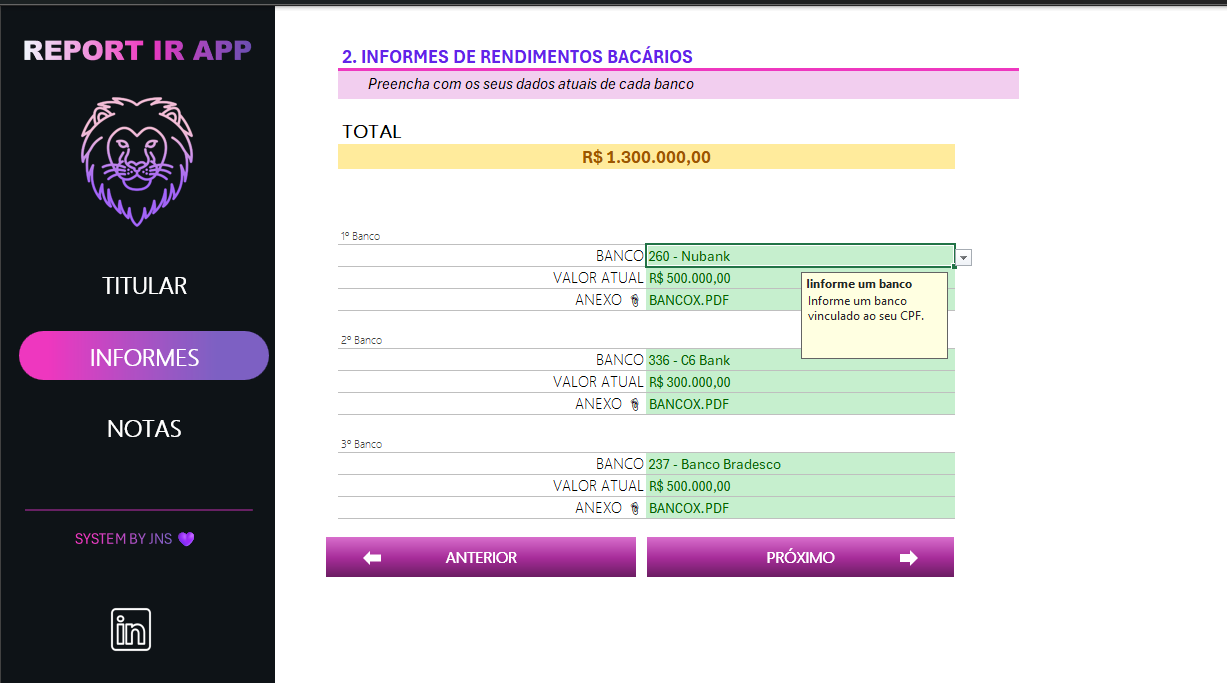 REPORT IR APP
TITULAR
INFORMES
NOTAS
SYSTEM BY JNS
in
2. INFORMES DE RENDIMENTOS BACÁRIOS
Preencha com os seus dados atuais de cada banco
TOTAL
R$ 1.300.000,00
1º Banco
BANCO 260 - Nubank
VALOR ATUAL R$ 500.000,00
ANEXO BANCOX.PDF
Iinforme um banco
Informe um banco
vinculado ao seu CPF.
2º Banco
BANCO 336 - C6 Bank
VALOR ATUAL R$ 300.000,00
ANEXO BANCOX.PDF
3º Banco
BANCO 237 - Banco Bradesco
VALOR ATUAL R$ 500.000,00
ANEXO BANCOX.PDF
ANTERIOR
PRÓXIMO